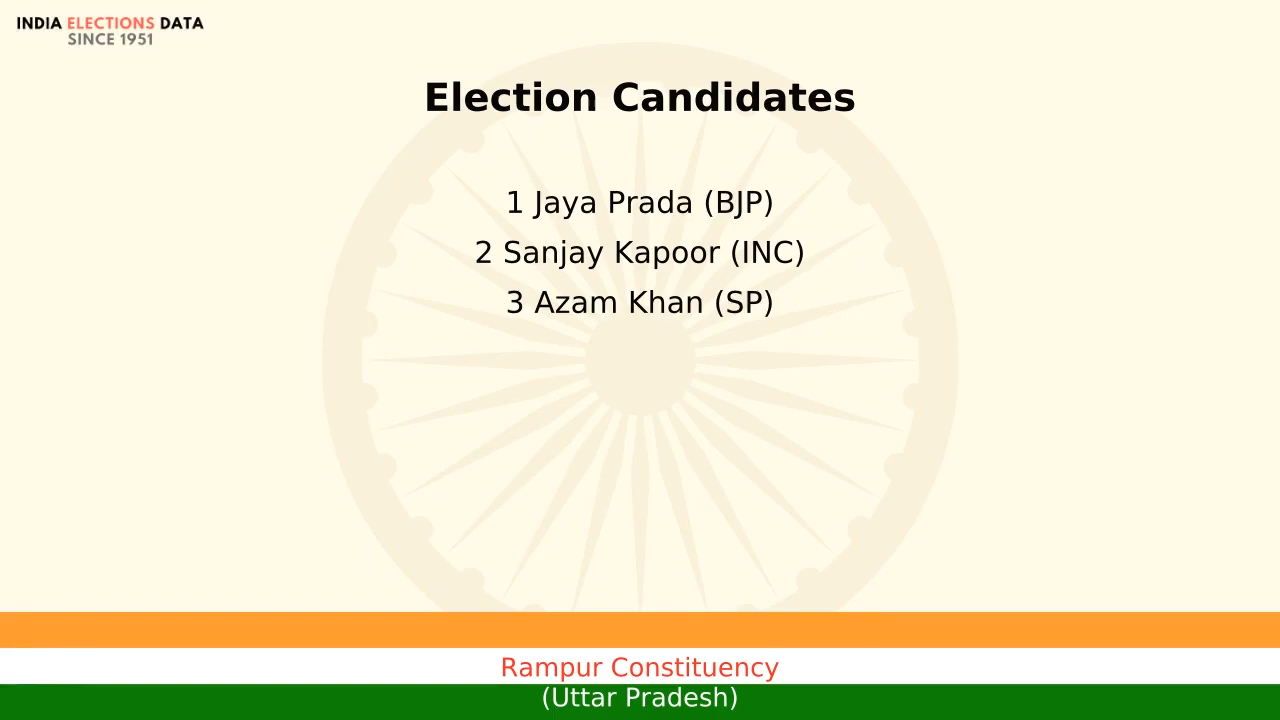 INDIA ELECTIONS DATA
SINCE 1951
Election Candidates
1 Jaya Prada (BJP)
2 Sanjay Kapoor (INC)
3 Azam Khan (SP)
Rampur Constituency
(Uttar Pradesh)